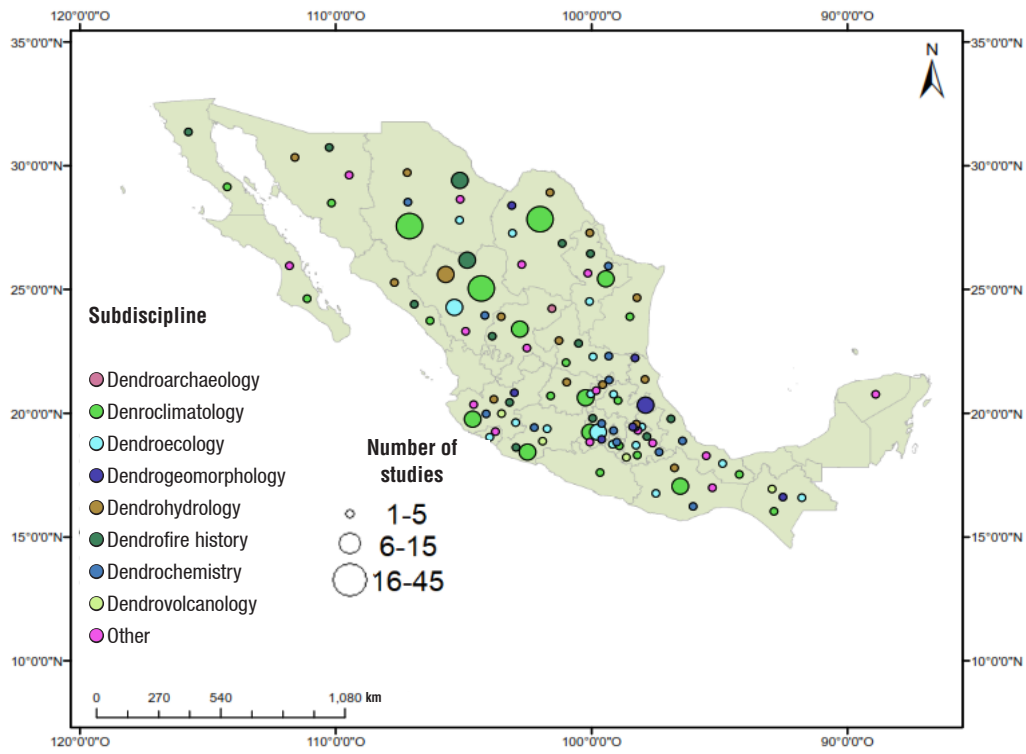 120°0'0"O 110°0'0"O 100°0'0"O 90°0'0"O
35°0'0"N 35°0'0"N
N
30°0'0"N 30°0'0"N
25°0'0"N 25°0'0"N
Subdiscipline
Dendroarchaeology
Denroclimatology
Dendroecology
Dendrogeomorphology
Dendrohydrology
Dendrofire history
Dendrochemistry
Dendrovolcanology
Other
Number of
studies
1-5
6-15
16-45
20°0'0"N 20°0'0"N
15°0'0"N 15°0'0"N
10°0'0"N 10°0'0"N
0 270 540 1,080 km
120°0'0"O 110°0'0"O 100°0'0"O 90°0'0"O